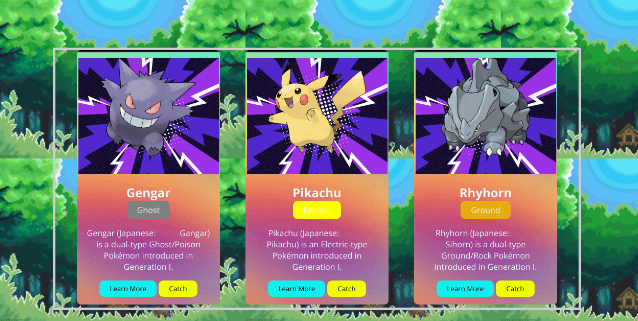 Gengar
Ghost
Gengar (Japanese: Gengar)
is a dual-type Ghost/Poison
Pokémon introduced in
Generation I.
Learn More
Catch
Pikachu
Electric
Pikachu (Japanese:
Pikachu) is an Electric-type
Pokémon introduced in
Generation I.
Learn More
Catch
Rhyhorn
Ground
Rhyhorn (Japanese:
Sihorn) is a dual-type
Ground/Rock Pokémon
introduced in Generation I.
Learn More
Catch